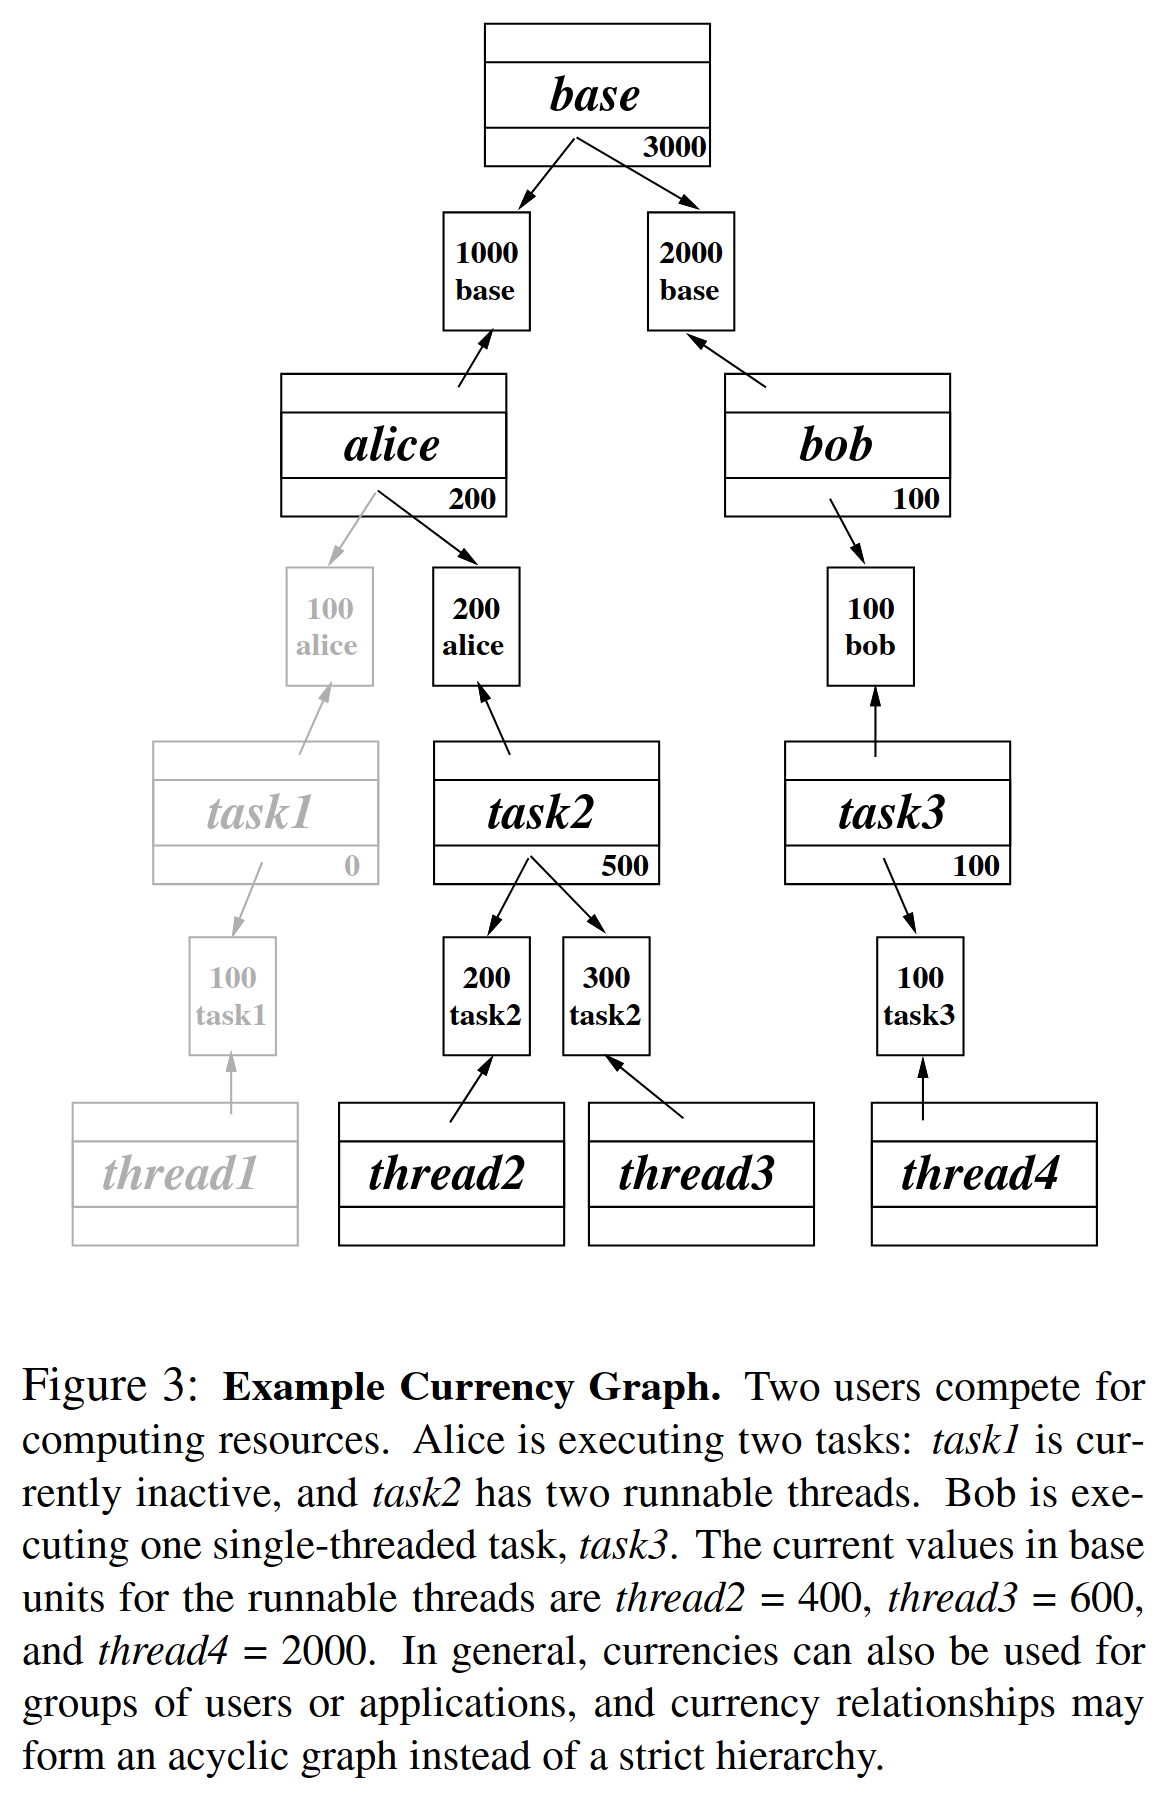 base
3000
1000
base
2000
base
alice
200
bob
100
100
alice
200
alice
100
bob
task1
0
task2
500
task3
100
100
task1
200
task2
300
task2
100
task3
thread1
thread2
thread3
thread4
Figure 3: Example Currency Graph. Two users compete for
computing resources. Alice is executing two tasks: task1 is cur-
rently inactive, and task2 has two runnable threads. Bob is exe-
cuting one single-threaded task, task3. The current values in base
units for the runnable threads are thread2 = 400, thread3 = 600,
and thread4 = 2000. In general, currencies can also be used for
groups of users or applications, and currency relationships may
form an acyclic graph instead of a strict hierarchy.